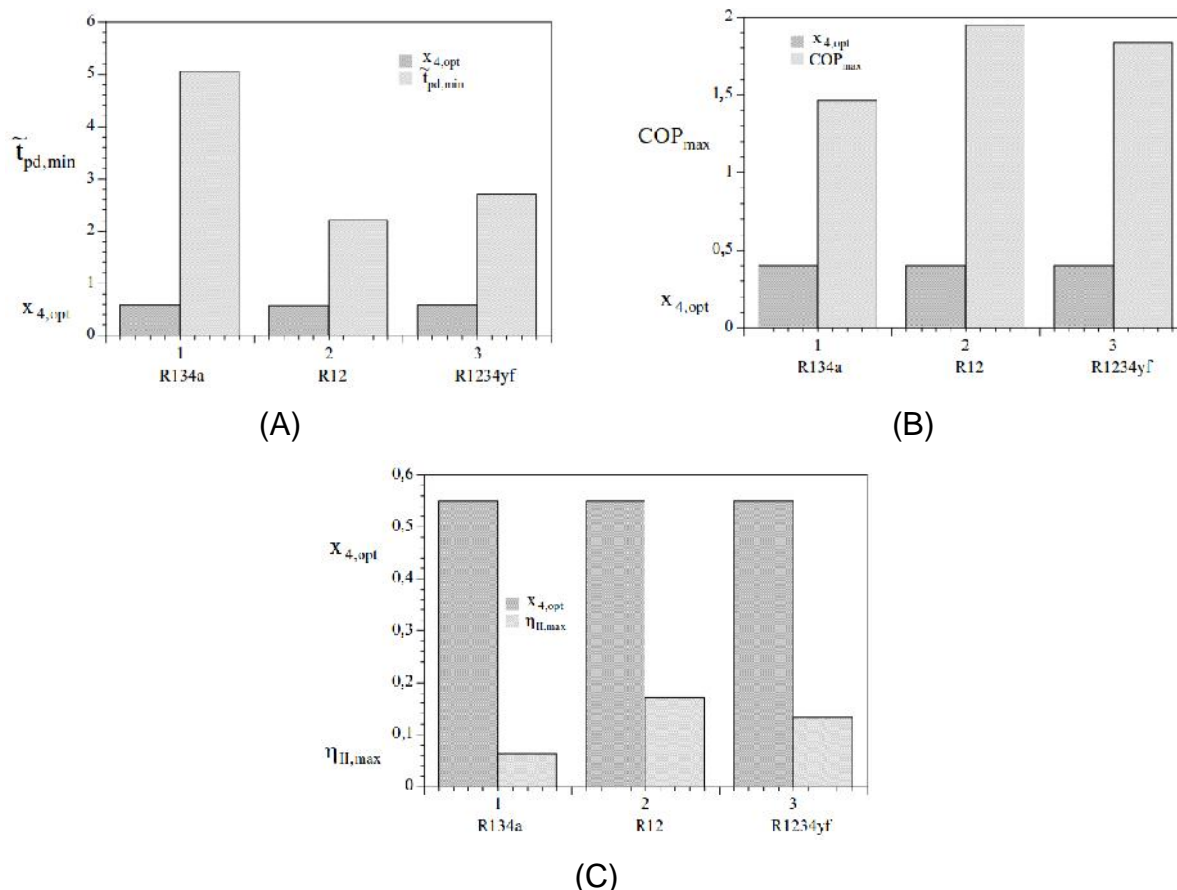 6
5
4
3
2
1
0
t̃pd,min
x4,opt
x4,opt
t̃pd,min
1
2
3
R134a
R12
R1234yf
(A)
2
1,5
1
0,5
0
COPmax
x4,opt
x4,opt
COPmax
1
2
3
R134a
R12
R1234yf
(B)
0,6
0,5
0,4
0,3
0,2
0,1
0
x4,opt
ηII,max
x4,opt
ηII,max
1
2
3
R134a
R12
R1234yf
(C)